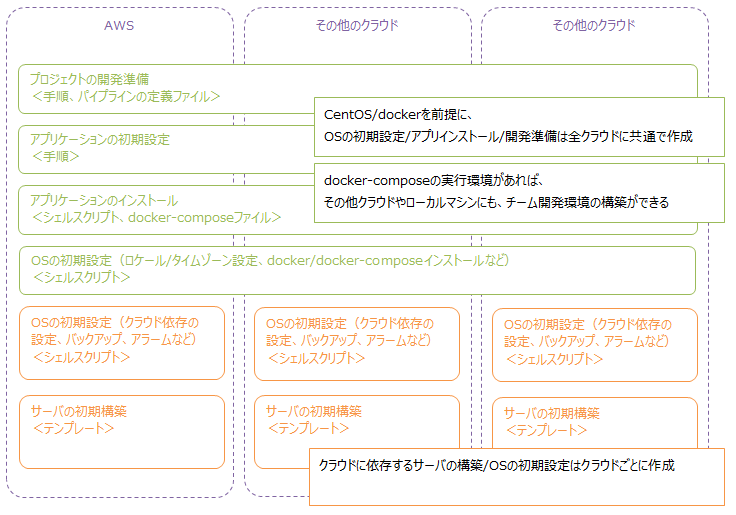 AWS
その他のクラウド
その他のクラウド
プロジェクトの開発準備
＜手順、パイプラインの定義ファイル＞
CentOS/dockerを前提に、
OSの初期設定/アプリインストール/開発準備は全クラウドに共通で作成
アプリケーションの初期設定
＜手順＞
docker-composeの実行環境があれば、
その他クラウドやローカルマシンにも、チーム開発環境の構築ができる
アプリケーションのインストール
＜シェルスクリプト、docker-composeファイル＞
OSの初期設定（ロケール/タイムゾーン設定、docker/docker-composeインストールなど）
＜シェルスクリプト＞
OSの初期設定（クラウド依存の
設定、バックアップ、アラームなど）
＜シェルスクリプト＞
OSの初期設定（クラウド依存の
設定、バックアップ、アラームなど）
＜シェルスクリプト＞
OSの初期設定（クラウド依存の
設定、バックアップ、アラームなど）
＜シェルスクリプト＞
サーバの初期構築
＜テンプレート＞
サーバの初期構築
＜テンプレート＞
サーバの初期構築
＜テンプレート＞
クラウドに依存するサーバの構築/OSの初期設定はクラウドごとに作成